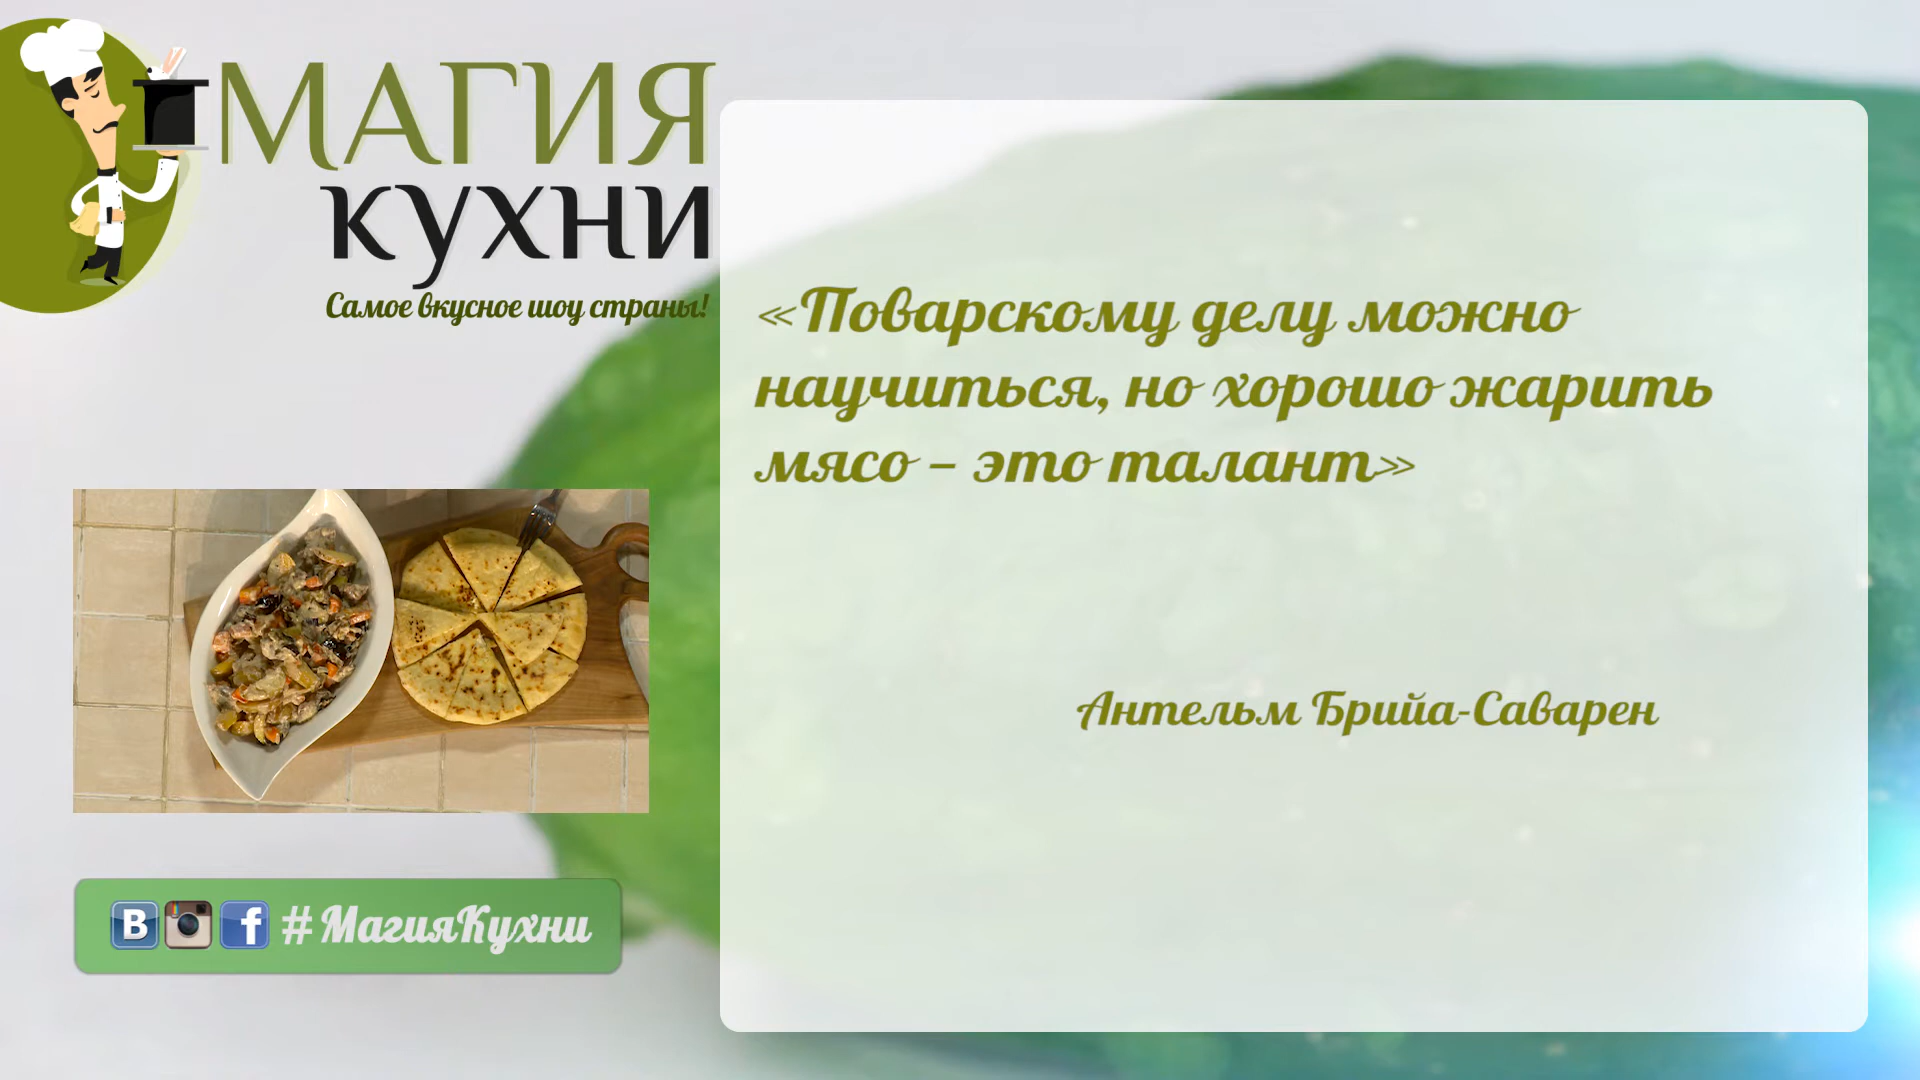 МАГИЯ
КУХНИ
Самое вкусное шоу страны!
«Поварскому делу можно
научиться, но хорошо жарить
мясо – это талант»
Антельм Брийа-Саварен
В f #МагияКухни